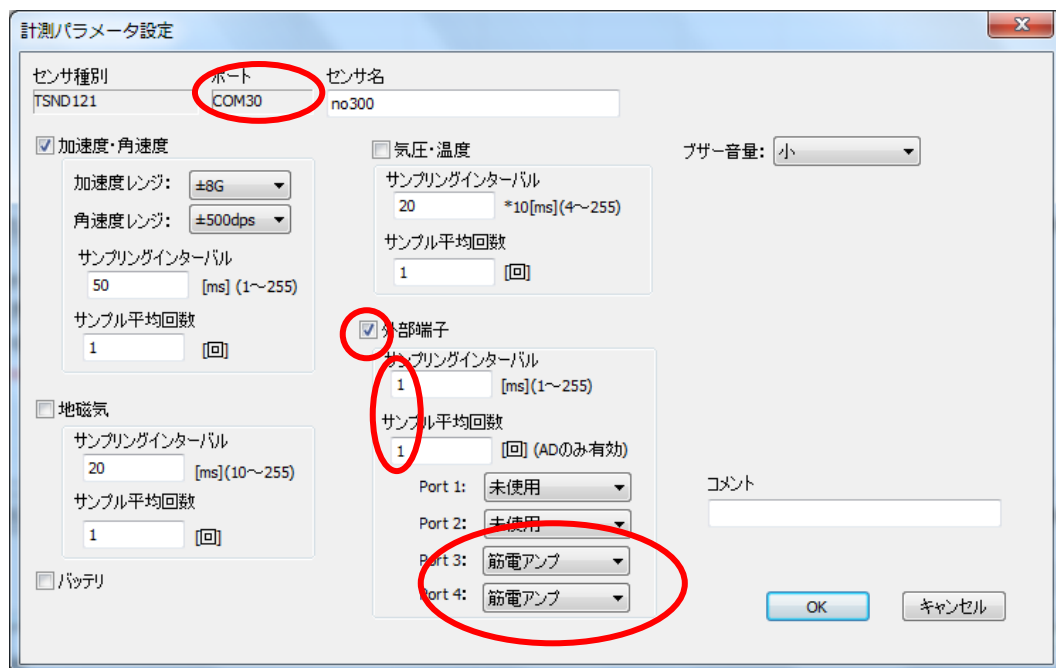 計測パラメータ設定
センサ種別 ポート センサ名
TSND121 COM30 no300
加速度・角速度
加速度レンジ: ±8G
角速度レンジ: ±500dps
サンプリングインターバル
50 [ms] (1～255)
サンプル平均回数
1 [回]
地磁気
サンプリングインターバル
20 [ms](10～255)
サンプル平均回数
1 [回]
バッテリ
気圧・温度
サンプリングインターバル
20 *10[ms](4～255)
サンプル平均回数
1 [回]
外部端子
サンプリングインターバル
1 [ms](1～255)
サンプル平均回数
1 [回] (ADのみ有効)
Port 1: 未使用
Port 2: 未使用
Port 3: 筋電アンプ
Port 4: 筋電アンプ
ブザー音量: 小
コメント
OK キャンセル